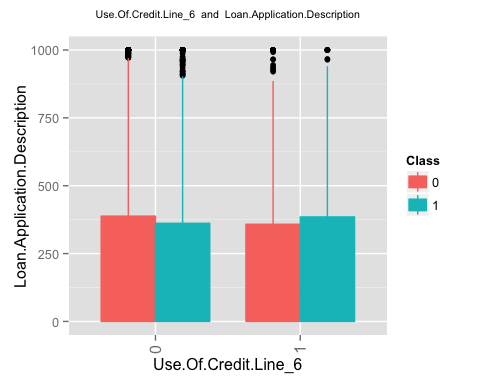 Use.Of.Credit.Line_6 and Loan.Application.Description
1000
750
500
250
0
Loan.Application.Description
0
1
Use.Of.Credit.Line_6
Class
0
1